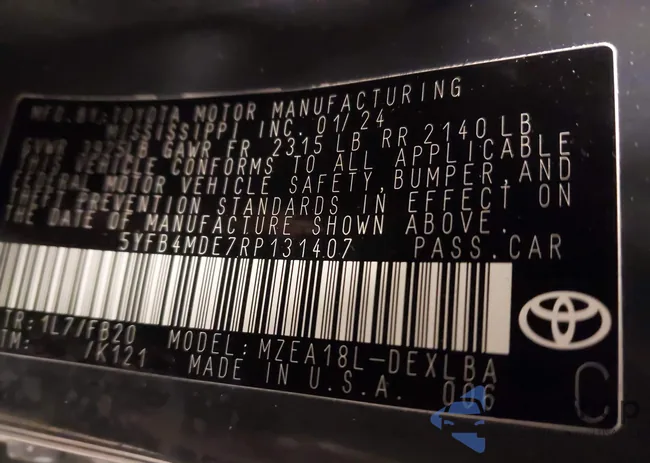 MFD.BY:TOYOTA MOTOR MANUFACTURING
MISSISSIPPI INC. 01/24
GVWR GAWR FR 2315 LB RR 2140 LB
THIS VEHICLE CONFORMS TO ALL APPLICABLE
FEDERAL MOTOR VEHICLE SAFETY,BUMPER,AND
THEFT PREVENTION STANDARDS IN EFFECT ON
THE DATE OF MANUFACTURE SHOWN ABOVE.
5YFB4MDE7RP131407 PASS.CAR
TR:1L7/FB20 MODEL:MZEA18L-DEXLBA
TM: /K121 MADE IN U.S.A. 006
C